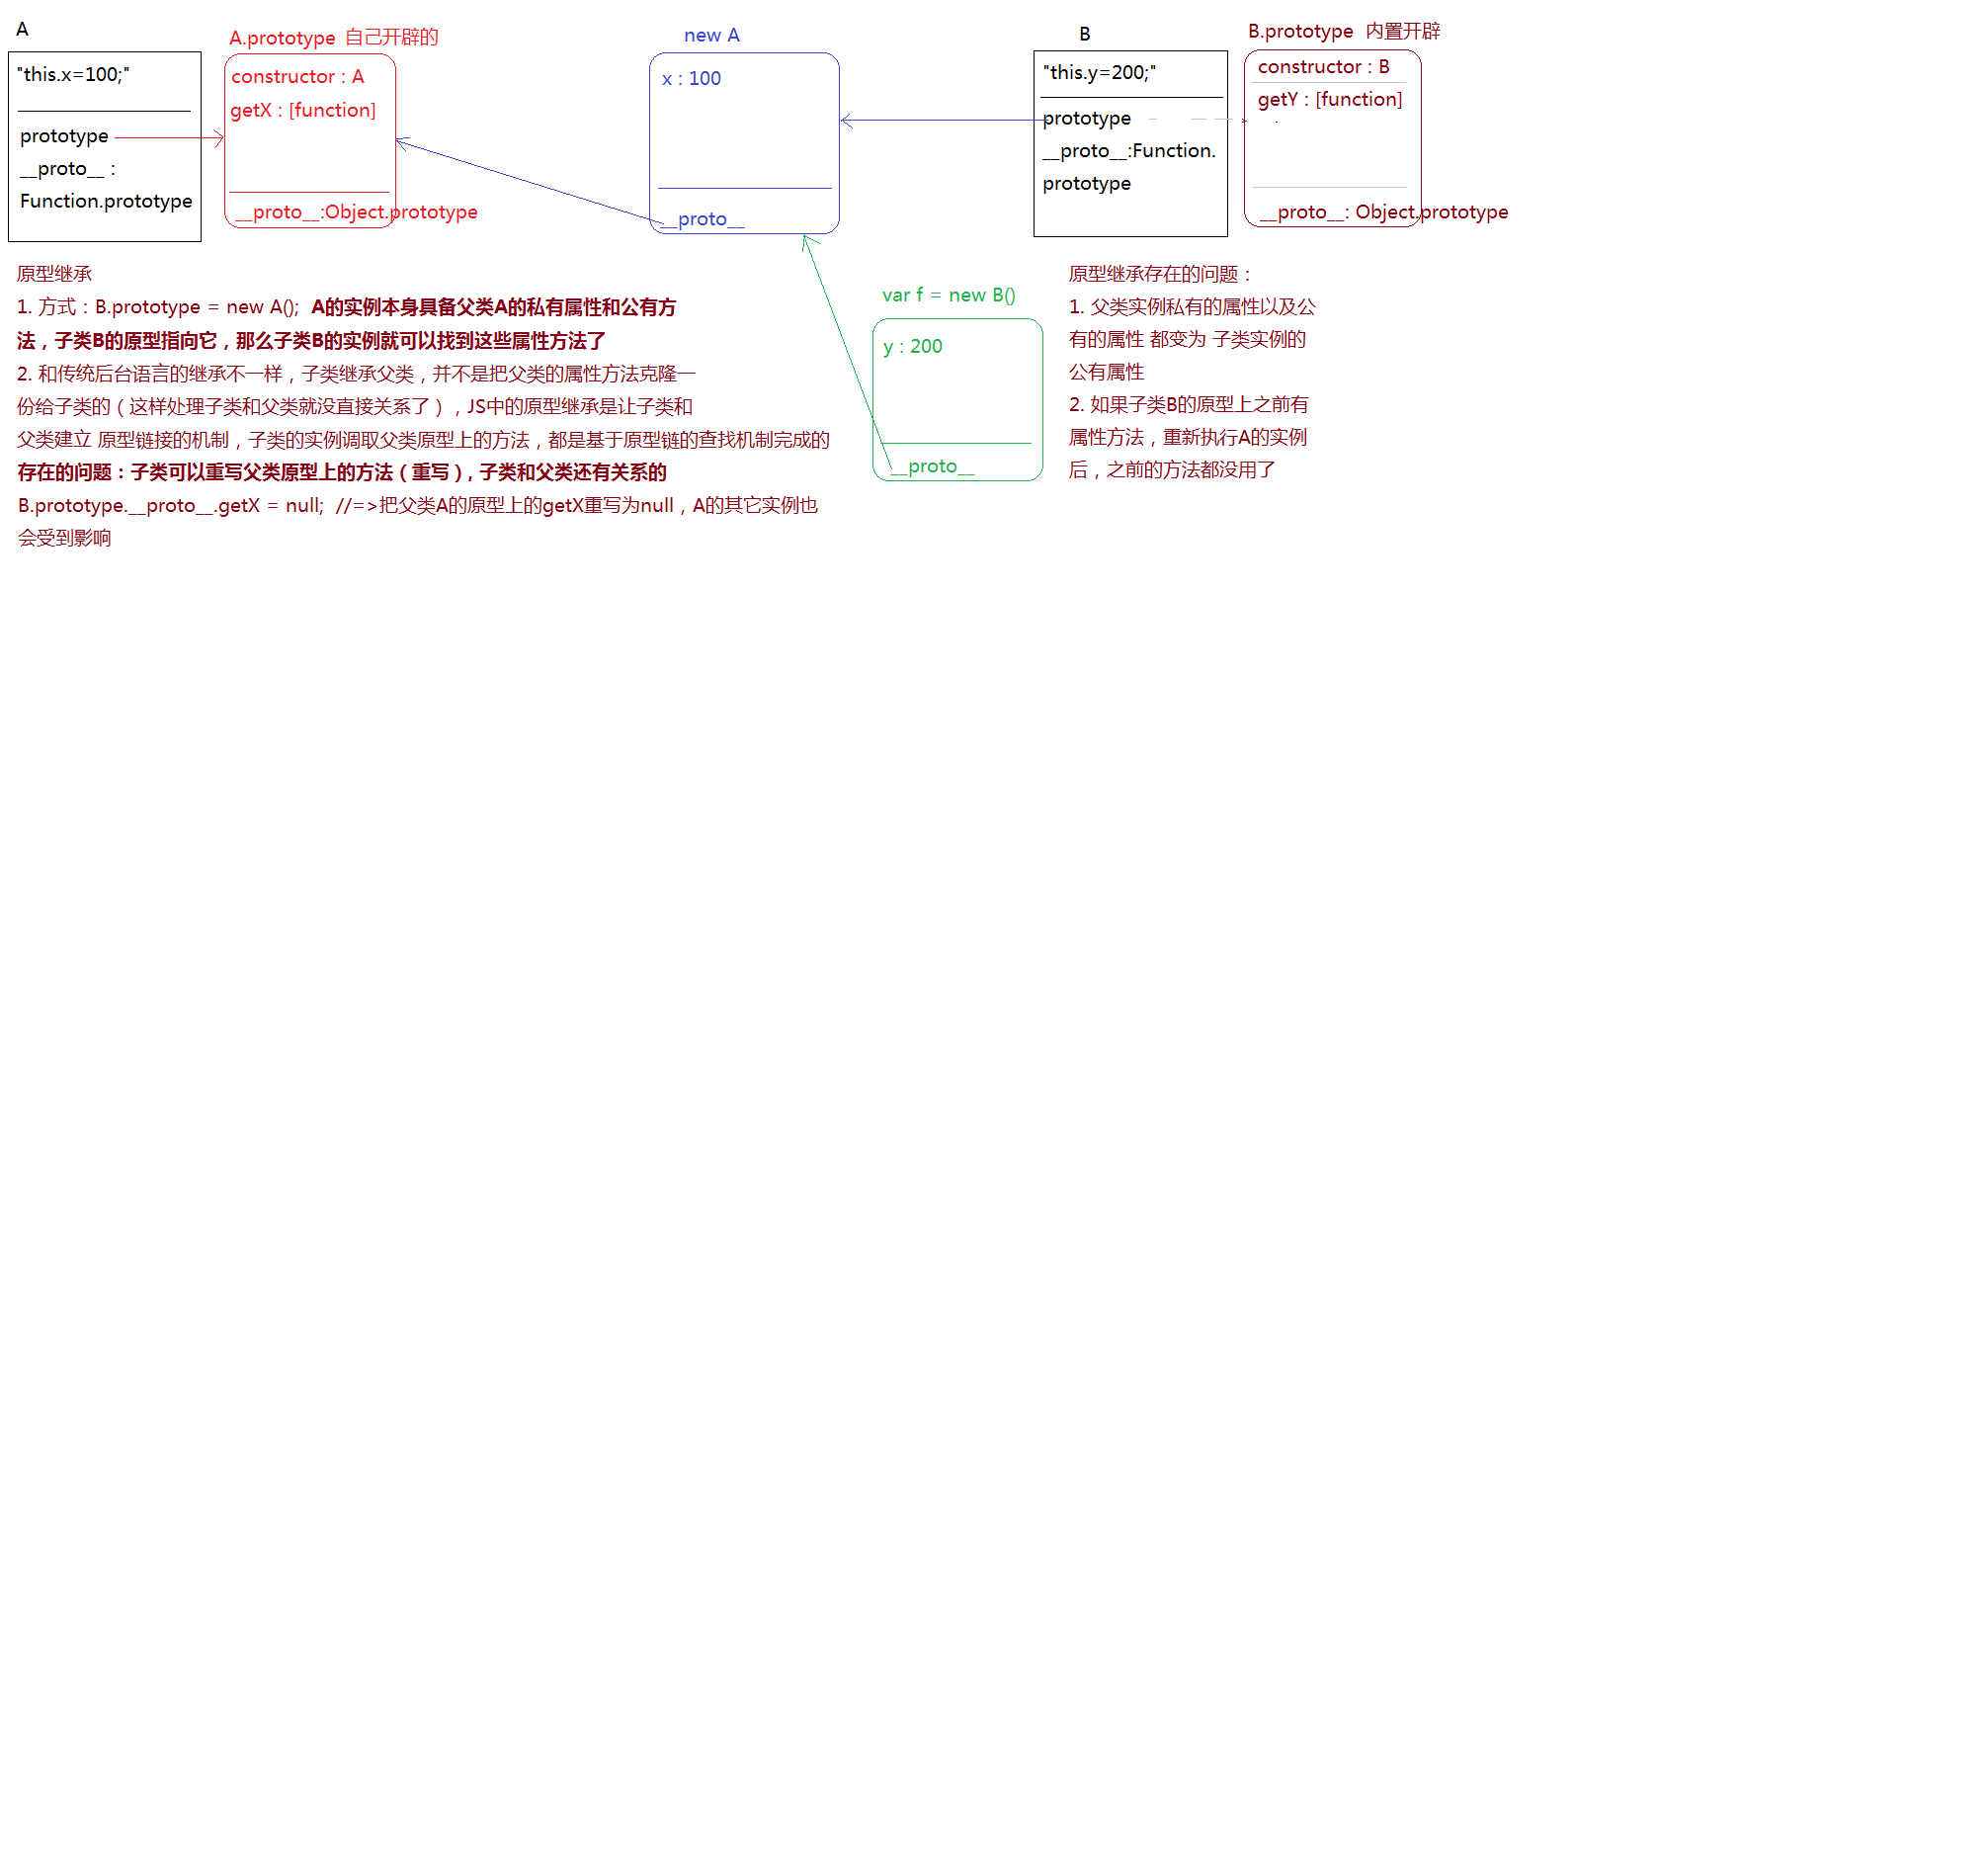 A
"this.x=100;"
prototype
__proto__ :
Function.prototype
A.prototype 自己开辟的
constructor : A
getX : [function]
__proto__:Object.prototype
new A
x : 100
__proto__
B
"this.y=200;"
prototype
__proto__:Function.
prototype
B.prototype 内置开辟
constructor : B
getY : [function]
__proto__: Object.prototype
var f = new B()
y : 200
__proto__
原型继承
1. 方式：B.prototype = new A(); A的实例本身具备父类A的私有属性和公有方
法，子类B的原型指向它，那么子类B的实例就可以找到这些属性方法了
2. 和传统后台语言的继承不一样，子类继承父类，并不是把父类的属性方法克隆一
份给子类的（这样处理子类和父类就没直接关系了），JS中的原型继承是让子类和
父类建立 原型链接的机制，子类的实例调取父类原型上的方法，都是基于原型链的查找机制完成的
存在的问题：子类可以重写父类原型上的方法（重写），子类和父类还有关系的
B.prototype.__proto__.getX = null; //=>把父类A的原型上的getX重写为null，A的其它实例也
会受到影响
原型继承存在的问题：
1. 父类实例私有的属性以及公
有的属性 都变为 子类实例的
公有属性
2. 如果子类B的原型上之前有
属性方法，重新执行A的实例
后，之前的方法都没用了